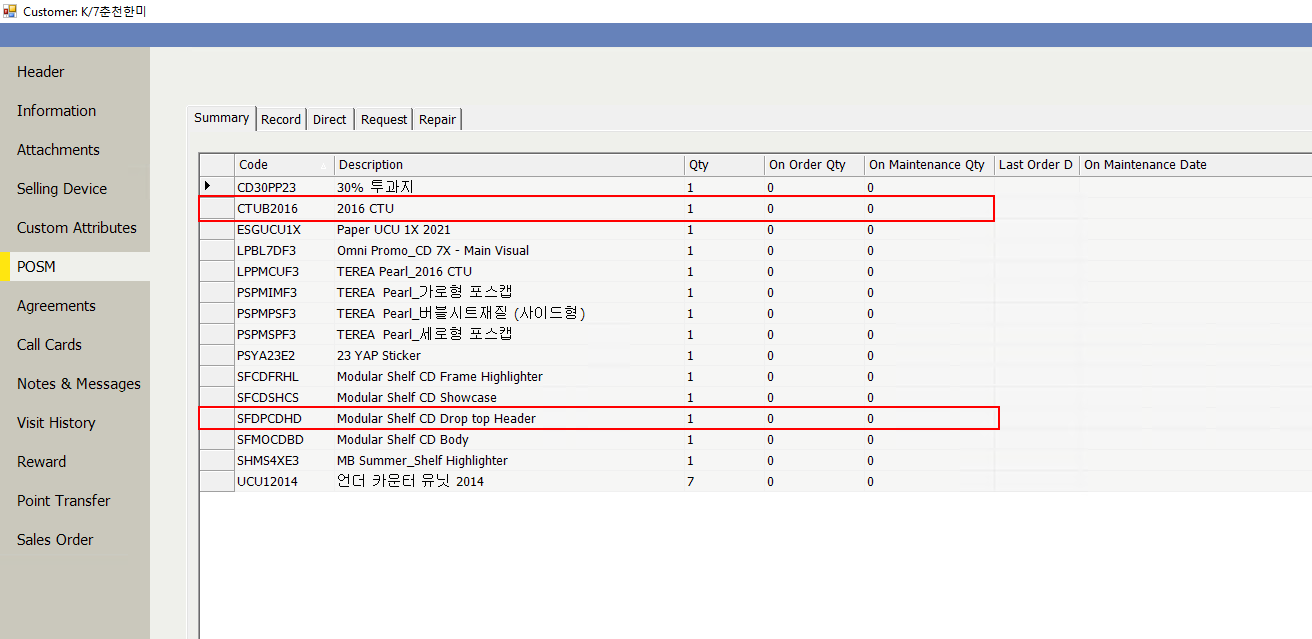 Customer: K/7춘천한미
Header
Information
Attachments
Selling Device
Custom Attributes
POSM
Agreements
Call Cards
Notes & Messages
Visit History
Reward
Point Transfer
Sales Order
Summary Record Direct Request Repair
Code Description Qty On Order Qty On Maintenance Qty Last Order D On Maintenance Date
CD30PP23 30% 투과지 1 0 0
CTUB2016 2016 CTU 1 0 0
ESGUCU1X Paper UCU 1X 2021 1 0 0
LPBL7DF3 Omni Promo_CD 7X - Main Visual 1 0 0
LPPMCUF3 TEREA Pearl_2016 CTU 1 0 0
PSPMIMF3 TEREA Pearl_가로형 포스캡 1 0 0
PSPMPSF3 TEREA Pearl_버블시트재질 (사이드형) 1 0 0
PSPMSPF3 TEREA Pearl_세로형 포스캡 1 0 0
PSYA23E2 23 YAP Sticker 1 0 0
SFCDFRHL Modular Shelf CD Frame Highlighter 1 0 0
SFCDSHCS Modular Shelf CD Showcase 1 0 0
SFDPCDHD Modular Shelf CD Drop top Header 1 0 0
SFMOCDBD Modular Shelf CD Body 1 0 0
SHMS4XE3 MB Summer_Shelf Highlighter 1 0 0
UCU12014 언더 카운터 유닛 2014 7 0 0